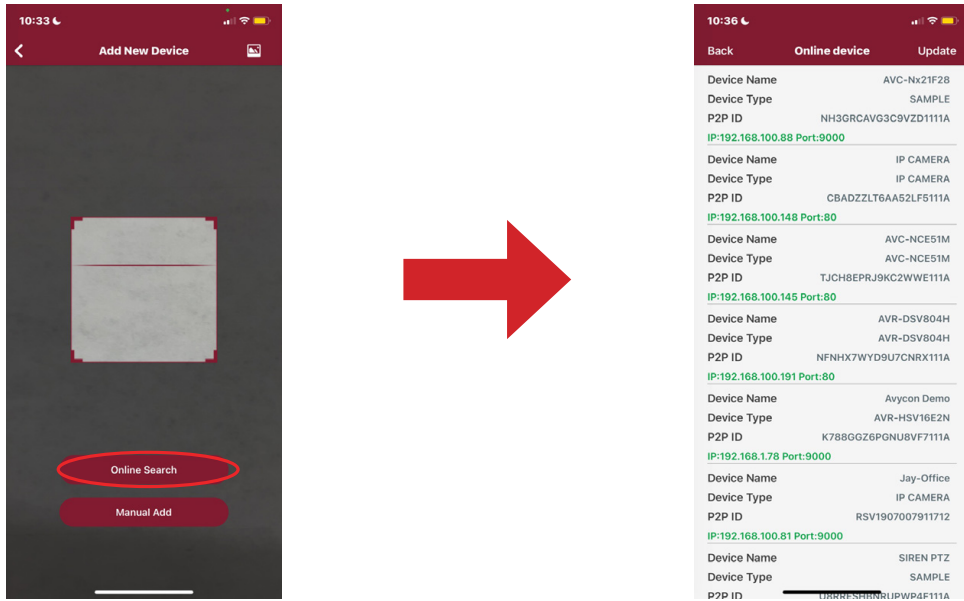 10:33
Add New Device
Online Search
Manual Add
10:36
Back Online device Update
Device Name AVC-Nx21F28
Device Type SAMPLE
P2P ID NH3GRCAVG3C9VZD1111A
IP:192.168.100.88 Port:9000
Device Name IP CAMERA
Device Type IP CAMERA
P2P ID CBADZZLT6AA52LF5111A
IP:192.168.100.148 Port:80
Device Name AVC-NCE51M
Device Type AVC-NCE51M
P2P ID TJCH8EPRJ9KC2WWE111A
IP:192.168.100.145 Port:80
Device Name AVR-DSV804H
Device Type AVR-DSV804H
P2P ID NFNHX7WYD9U7CNRX111A
IP:192.168.100.191 Port:80
Device Name Avycon Demo
Device Type AVR-HSV16E2N
P2P ID K788GGZ6PGNU8VF7111A
IP:192.168.1.78 Port:9000
Device Name Jay-Office
Device Type IP CAMERA
P2P ID RSV1907007911712
IP:192.168.100.81 Port:9000
Device Name SIREN PTZ
Device Type SAMPLE
P2P ID